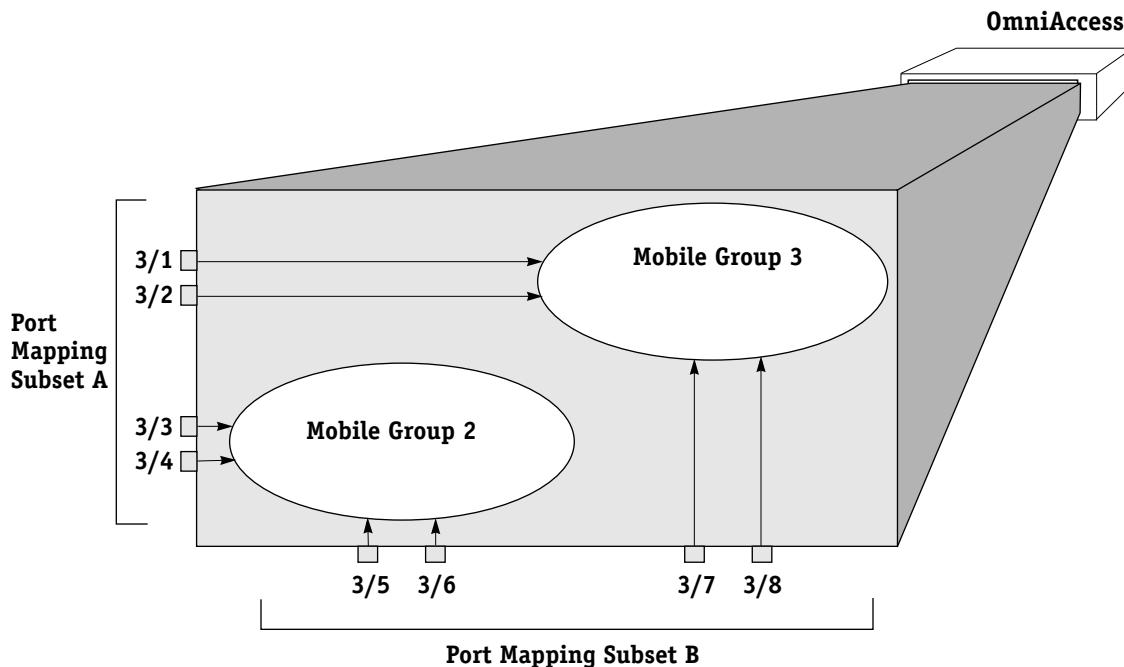 OmniAccess
3/1
Mobile Group 3
3/2
Port
Mapping
Subset A
3/3
Mobile Group 2
3/4
3/5
3/6
3/7
3/8
Port Mapping Subset B